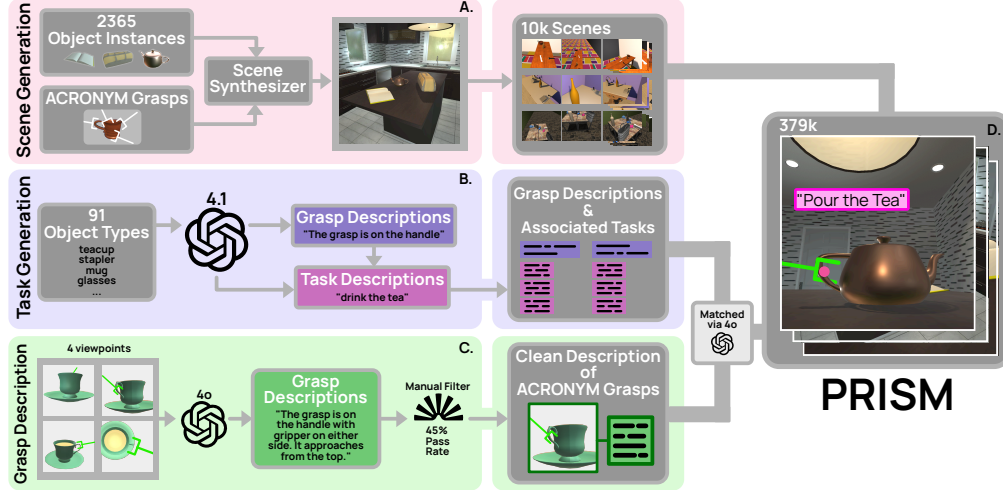 Scene Generation
A.
2365
Object Instances
ACRONYM Grasps
Scene
Synthesizer
10k Scenes
Task Generation
B.
91
Object Types
teacup
stapler
mug
glasses
...
4.1
Grasp Descriptions
"The grasp is on the handle"
Task Descriptions
"drink the tea"
Grasp Descriptions
&
Associated Tasks
Grasp Description
C.
4 viewpoints
4o
Grasp
Descriptions
"The grasp is on
the handle with
gripper on either
side. It approaches
from the top."
Manual Filter
45%
Pass
Rate
Clean Description
of
ACRONYM Grasps
Matched
via 4o
379k
D.
"Pour the Tea"
PRISM